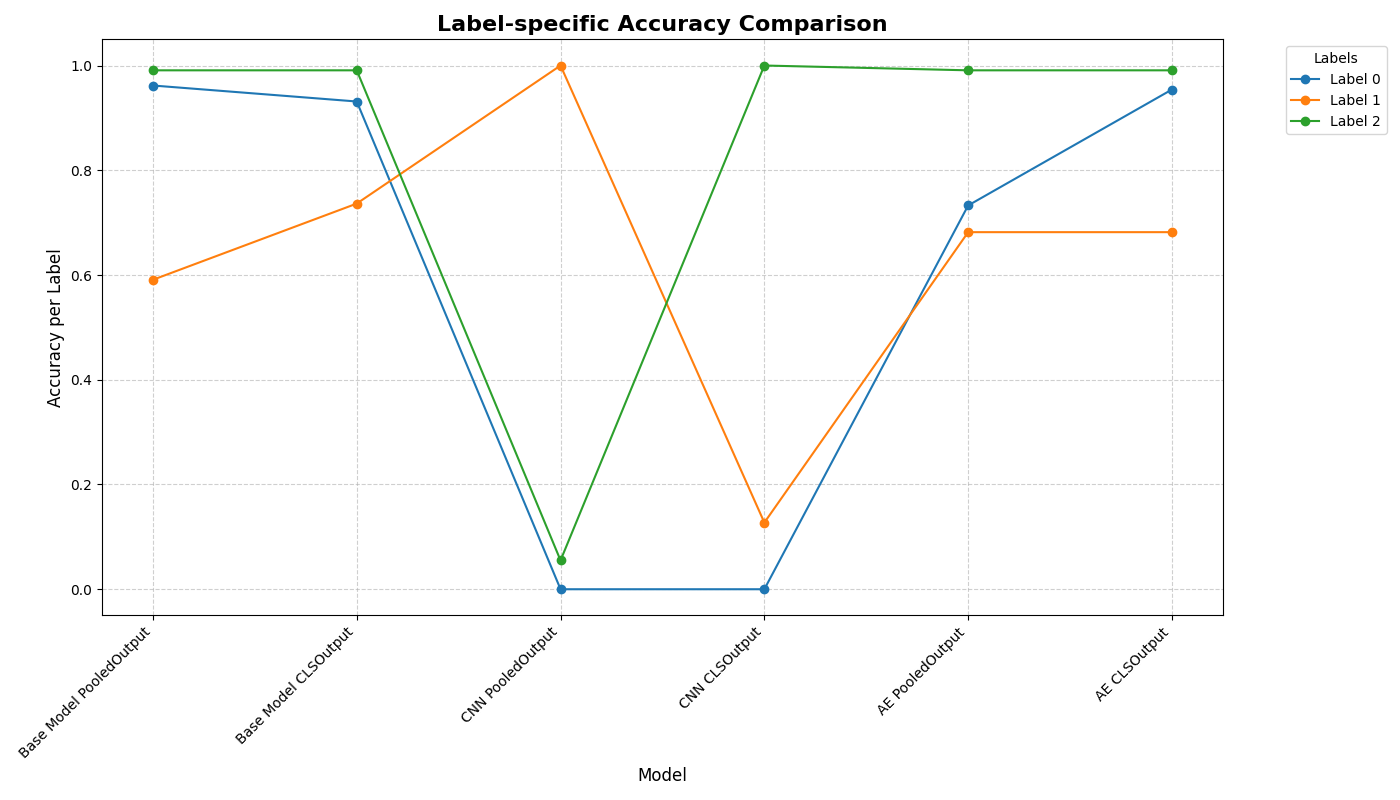 Label-specific Accuracy Comparison
Labels
Label 0
Label 1
Label 2
Accuracy per Label
1.0
0.8
0.6
0.4
0.2
0.0
Base Model PooledOutput
Base Model CLSOutput
CNN PooledOutput
CNN CLSOutput
AE PooledOutput
AE CLSOutput
Model